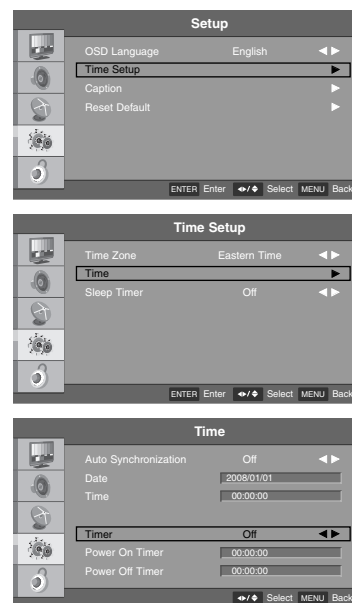 Setup
OSD Language English
Time Setup
Caption
Reset Default
ENTER Enter Select MENU Back
Time Setup
Time Zone Eastern Time
Time
Sleep Timer Off
ENTER Enter Select MENU Back
Time
Auto Synchronization Off
Date 2008/01/01
Time 00:00:00
Timer Off
Power On Timer 00:00:00
Power Off Timer 00:00:00
Select MENU Back